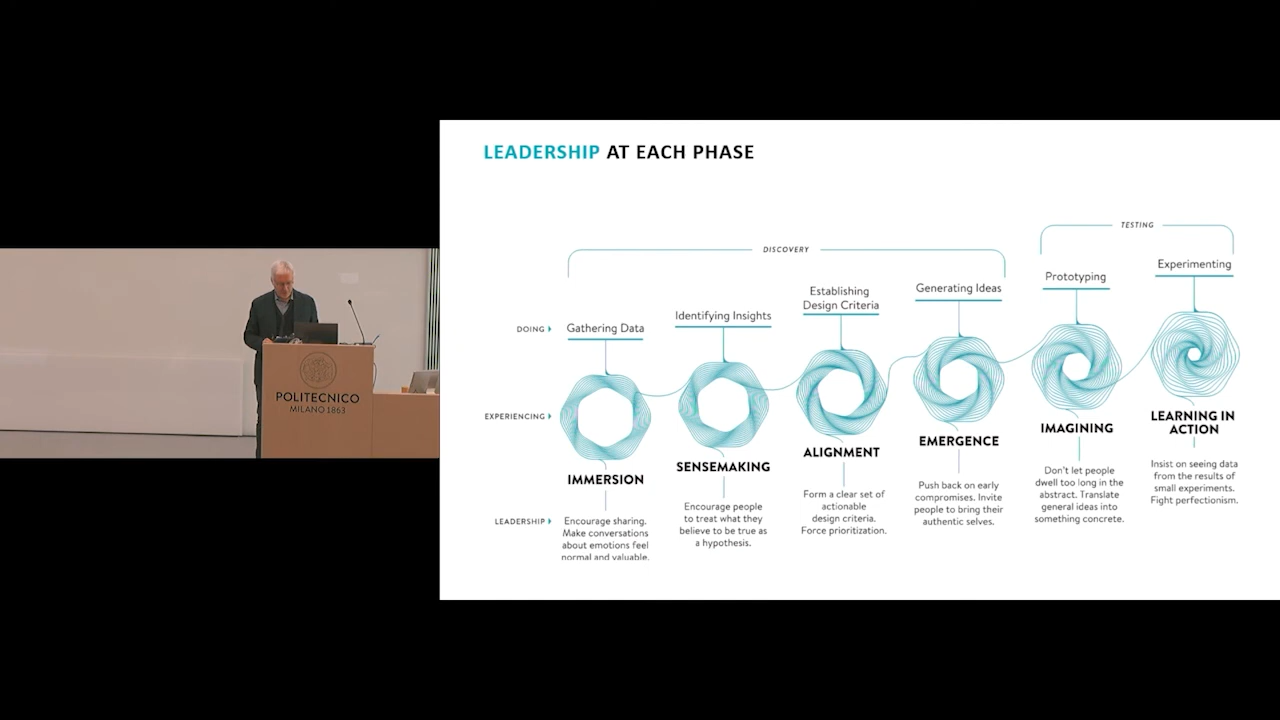 LEADERSHIP AT EACH PHASE
DISCOVERY
TESTING
DOING
Gathering Data
Identifying Insights
Establishing
Design Criteria
Generating Ideas
Prototyping
Experimenting
EXPERIENCING
IMMERSION
SENSEMAKING
ALIGNMENT
EMERGENCE
IMAGINING
LEARNING IN
ACTION
LEADERSHIP
Encourage sharing.
Make conversations
about emotions feel
normal and valuable.
Encourage people
to treat what they
believe to be true as
a hypothesis.
Form a clear set of
actionable
design criteria.
Force prioritization.
Push back on early
compromises. Invite
people to bring their
authentic selves.
Don't let people
dwell too long in the
abstract. Translate
general ideas into
something concrete.
Insist on seeing data
from the results of
small experiments.
Fight perfectionism.
POLITECNICO
MILANO 1863